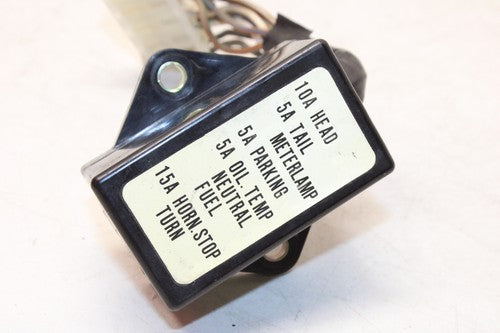 10A HEAD
5A TAIL
METERLAMP
5A PARKING
5A OIL. TEMP
NEUTRAL
FUEL
15A HORN.STOP
TURN